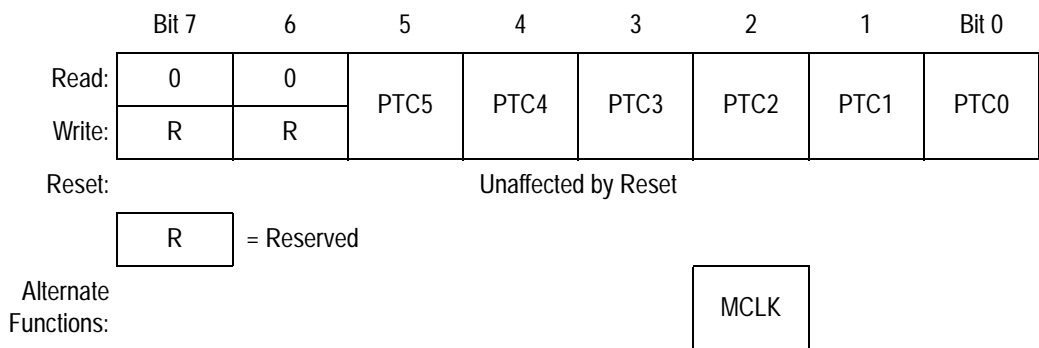 Bit 7 6 5 4 3 2 1 Bit 0
Read: 0 0 PTC5 PTC4 PTC3 PTC2 PTC1 PTC0
Write: R R
Reset: Unaffected by Reset
R = Reserved
Alternate
Functions: MCLK